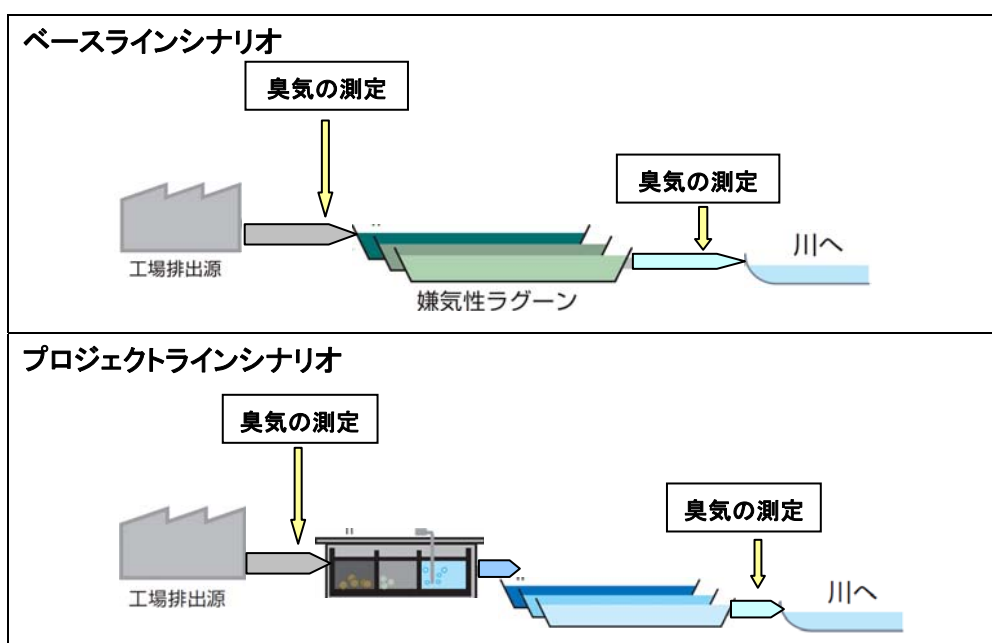 ベースラインシナリオ
臭気の測定
臭気の測定
工場排出源
川へ
嫌気性ラグーン
プロジェクトラインシナリオ
臭気の測定
臭気の測定
工場排出源
川へ